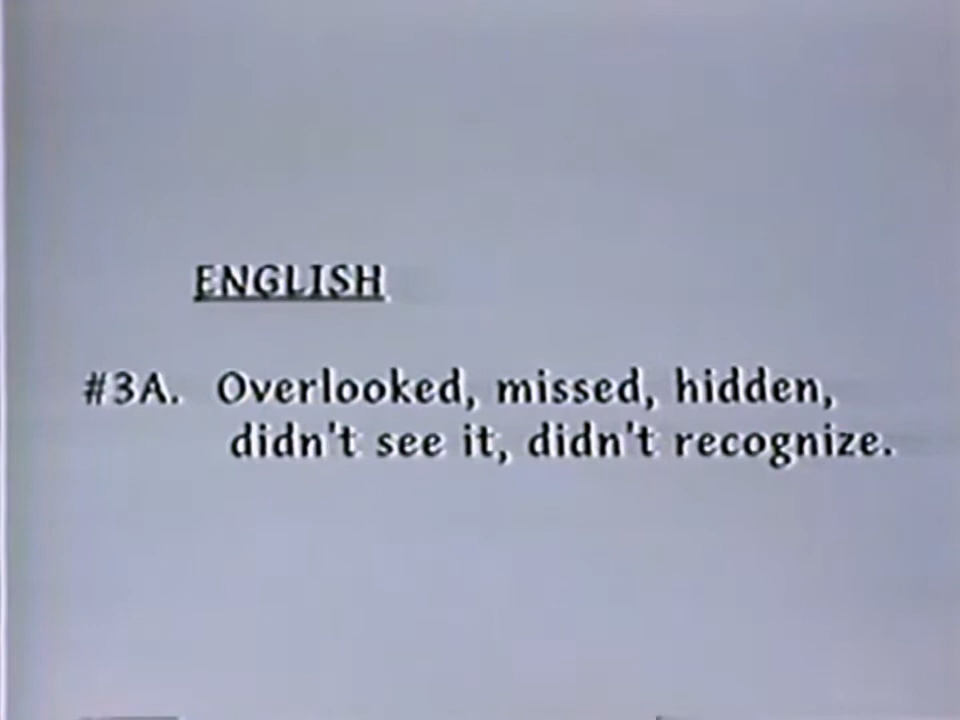 ENGLISH
#3A. Overlooked, missed, hidden,
didn't see it, didn't recognize.